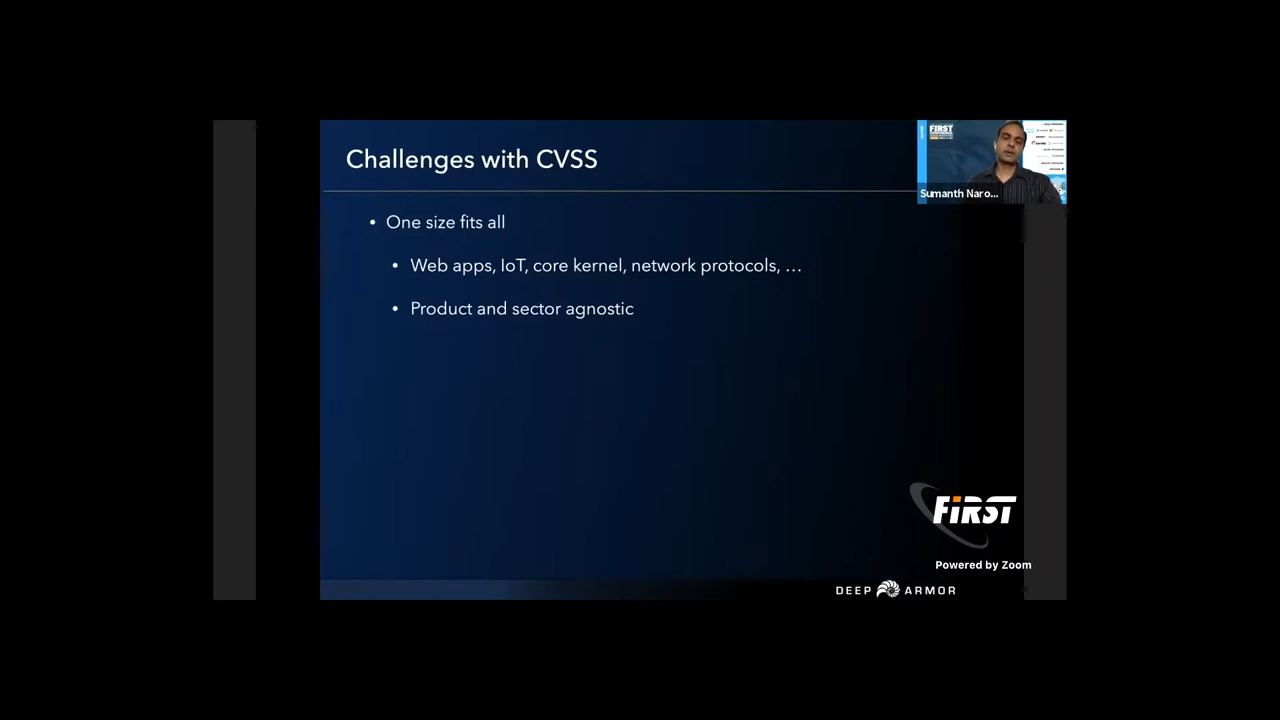 Challenges with CVSS
• One size fits all
• Web apps, IoT, core kernel, network protocols, …
• Product and sector agnostic
FIRST
Sumanth Naro...
FIRST
Powered by Zoom
DEEP ARMOR